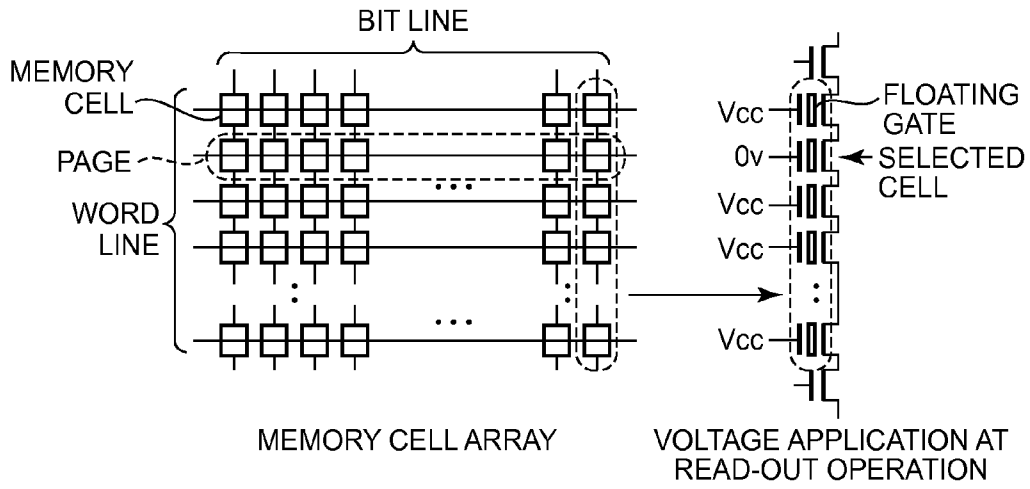 BIT LINE
MEMORY
CELL
PAGE
WORD
LINE
Vcc
FLOATING
GATE
0v
SELECTED
CELL
Vcc
Vcc
Vcc
MEMORY CELL ARRAY
VOLTAGE APPLICATION AT
READ-OUT OPERATION